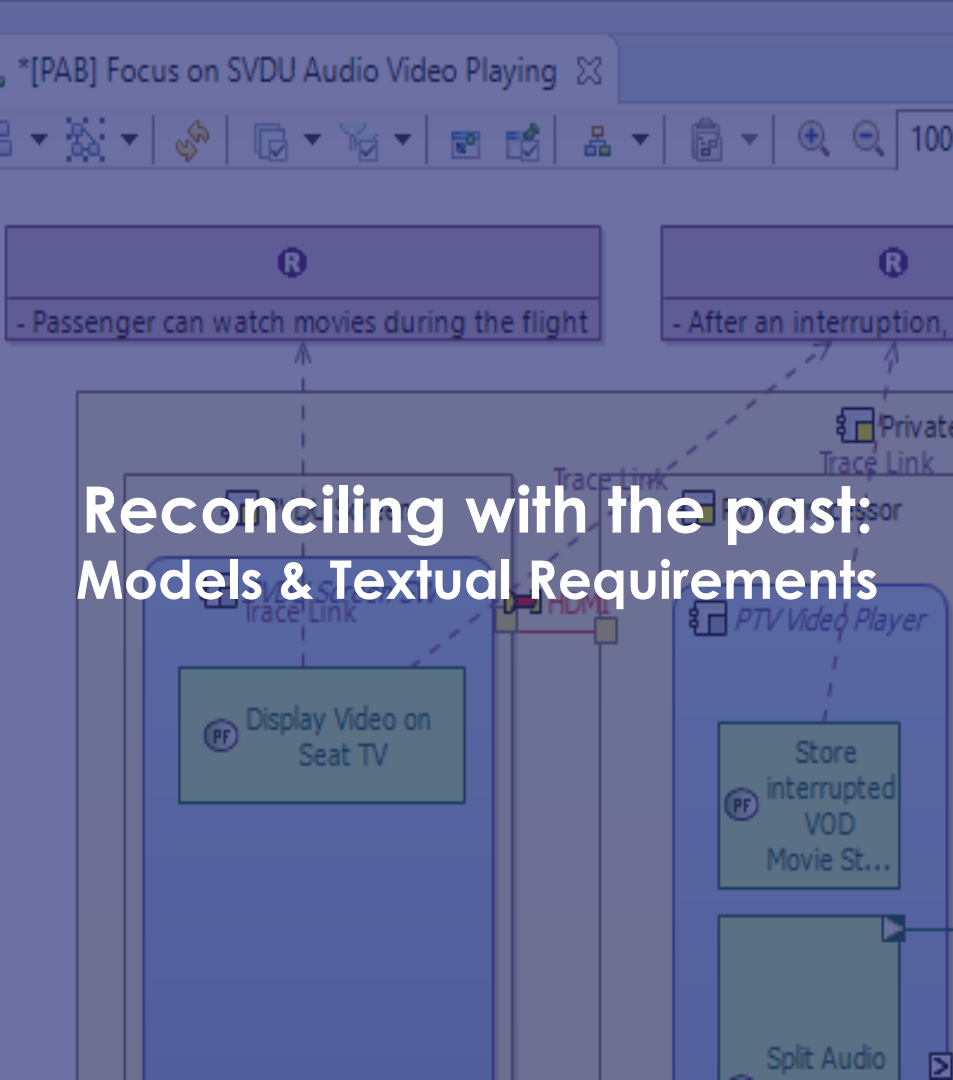 *[PAB] Focus on SVDU Audio Video Playing
100
R
R
- Passenger can watch movies during the flight
- After an interruption,
Private
Trace Link
Trace Link
Reconciling with the past:
Models & Textual Requirements
Trace Link
HDMI
PTV Video Player
PF
Display Video on
Seat TV
PF
Store
interrupted
VOD
Movie St...
Split Audio